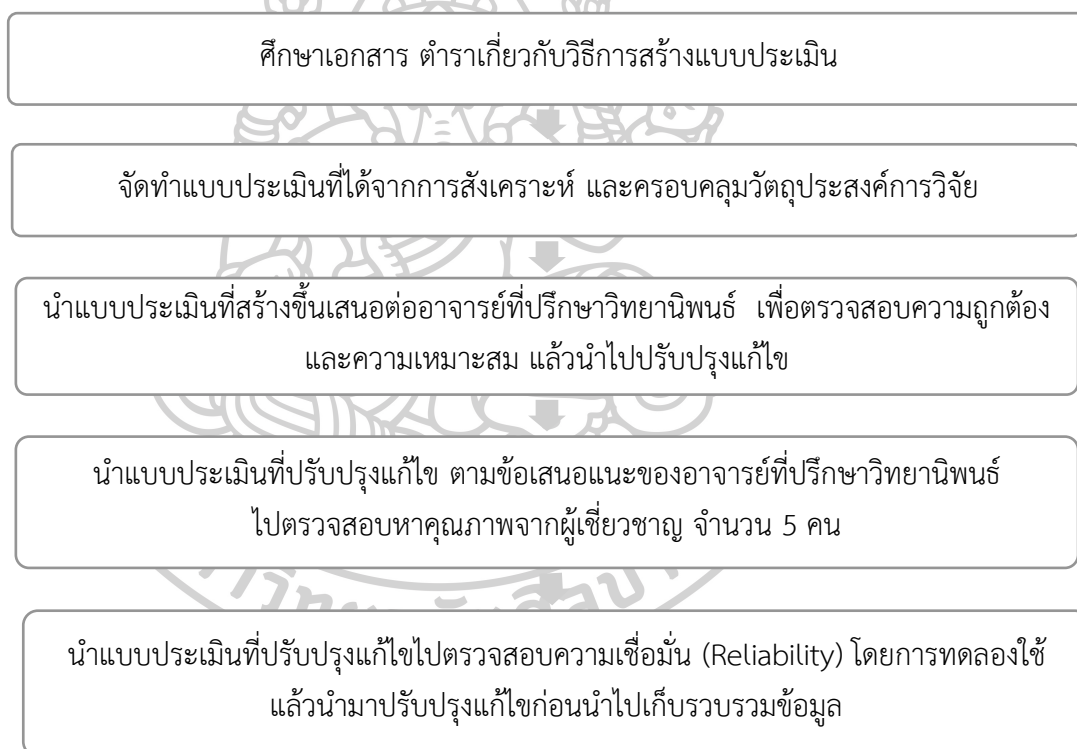 ศึกษาเอกสาร ตำราเกี่ยวกับวิธีการสร้างแบบประเมิน
จัดทำแบบประเมินที่ได้จากการสังเคราะห์ และครอบคลุมวัตถุประสงค์การวิจัย
นำแบบประเมินที่สร้างขึ้นเสนอต่ออาจารย์ที่ปรึกษาวิทยานิพนธ์ เพื่อตรวจสอบความถูกต้อง
และความเหมาะสม แล้วนำไปปรับปรุงแก้ไข
นำแบบประเมินที่ปรับปรุงแก้ไข ตามข้อเสนอแนะของอาจารย์ที่ปรึกษาวิทยานิพนธ์
ไปตรวจสอบหาคุณภาพจากผู้เชี่ยวชาญ จำนวน 5 คน
นำแบบประเมินที่ปรับปรุงแก้ไขไปตรวจสอบความเชื่อมั่น (Reliability) โดยการทดลองใช้
แล้วนำมาปรับปรุงแก้ไขก่อนนำไปเก็บรวบรวมข้อมูล